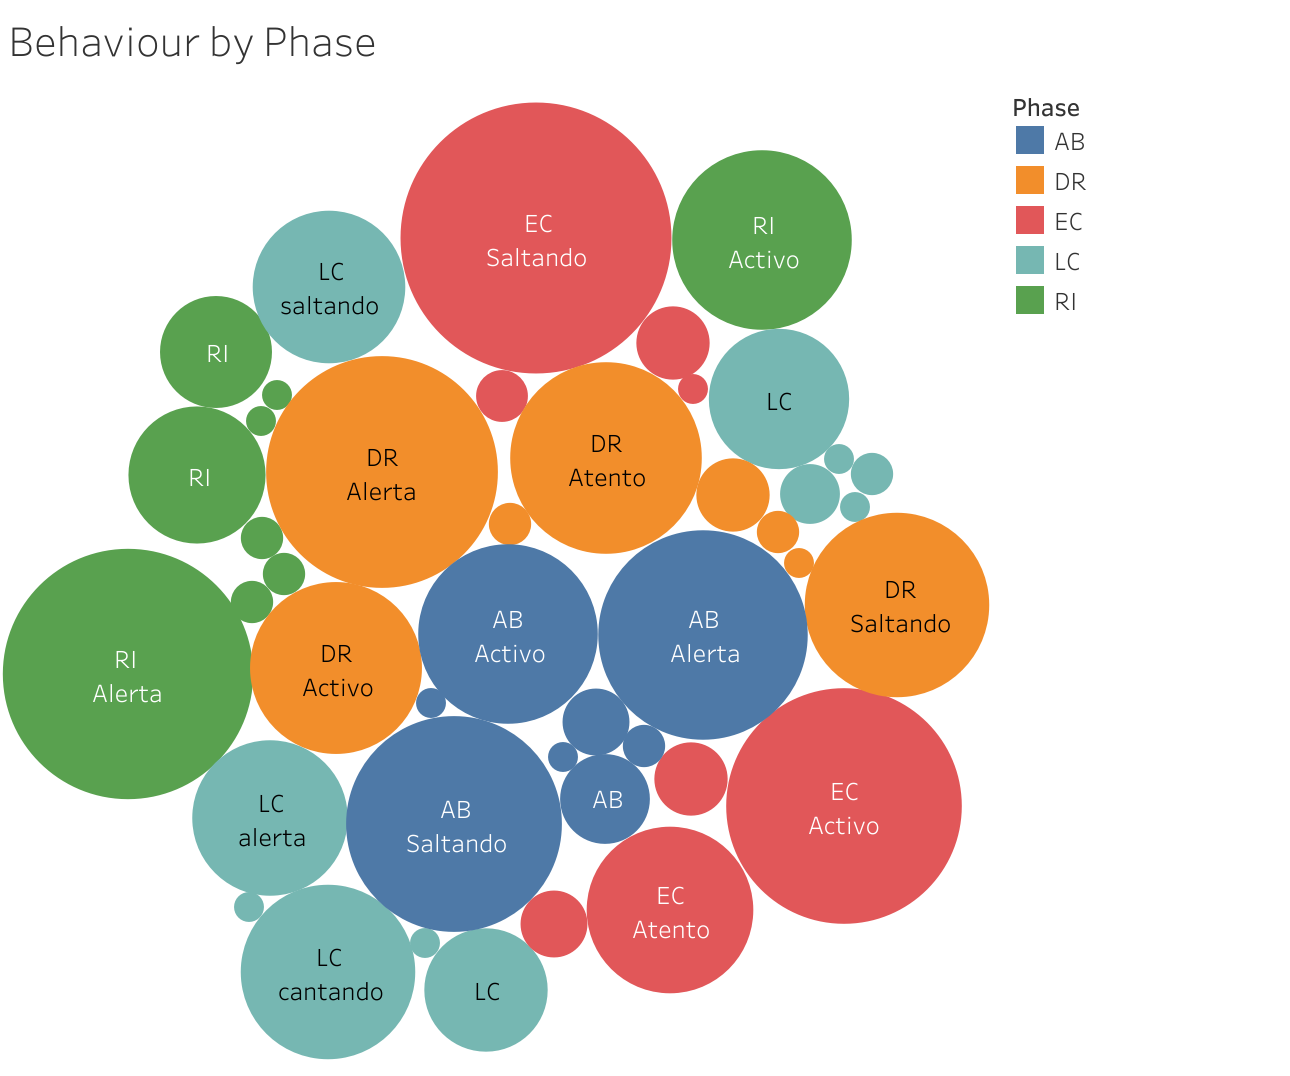 Behaviour by Phase
Phase
AB
DR
EC
LC
RI
EC
Saltando
RI
Activo
LC
saltando
RI
LC
DR
Atento
DR
Alerta
RI
DR
Saltando
AB
Activo
AB
Alerta
RI
Alerta
DR
Activo
EC
Activo
AB
LC
alerta
AB
Saltando
EC
Atento
LC
cantando
LC